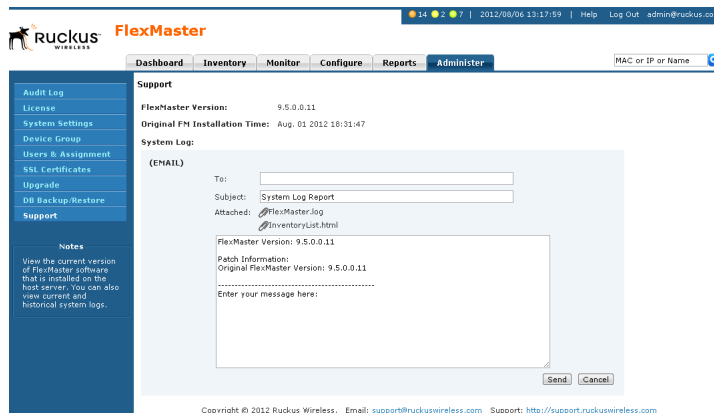 14 2 7 | 2012/08/06 13:17:59 | Help Log Out admin@ruckus.co
Ruckus WIRELESS FlexMaster
Dashboard Inventory Monitor Configure Reports Administer MAC or IP or Name
Audit Log
License
System Settings
Device Group
Users & Assignment
SSL Certificates
Upgrade
DB Backup/Restore
Support
Notes
View the current version
of FlexMaster software
that is installed on the
host server. You can also
view current and
historical system logs.
Support
FlexMaster Version: 9.5.0.0.11
Original FM Installation Time: Aug. 01 2012 18:31:47
System Log:
(EMAIL)
To:
Subject: System Log Report
Attached: FlexMaster.log
InventoryList.html
FlexMaster Version: 9.5.0.0.11
Patch Information:
Original FlexMaster Version: 9.5.0.0.11
------------------------------------------------
Enter your message here:
Send Cancel
Copyright © 2012 Ruckus Wireless. Email: support@ruckuswireless.com Support: http://support.ruckuswireless.com